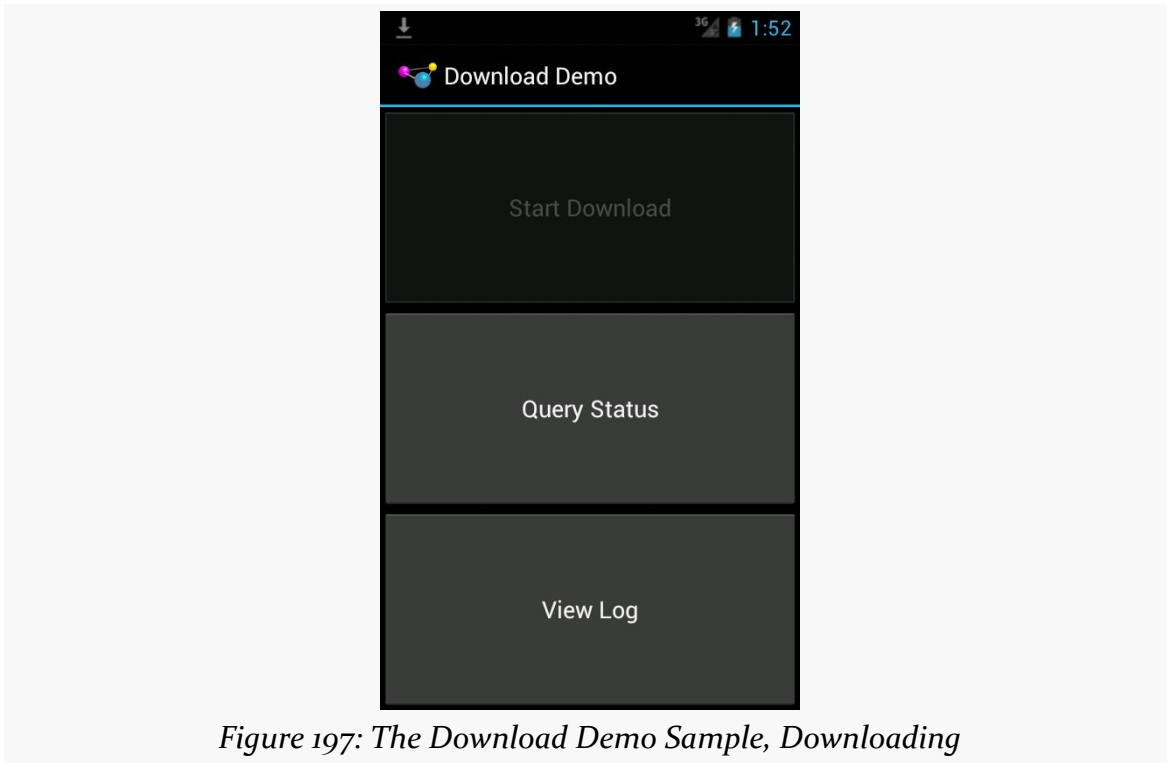 3G 1:52
Download Demo
Start Download
Query Status
View Log
Figure 197: The Download Demo Sample, Downloading